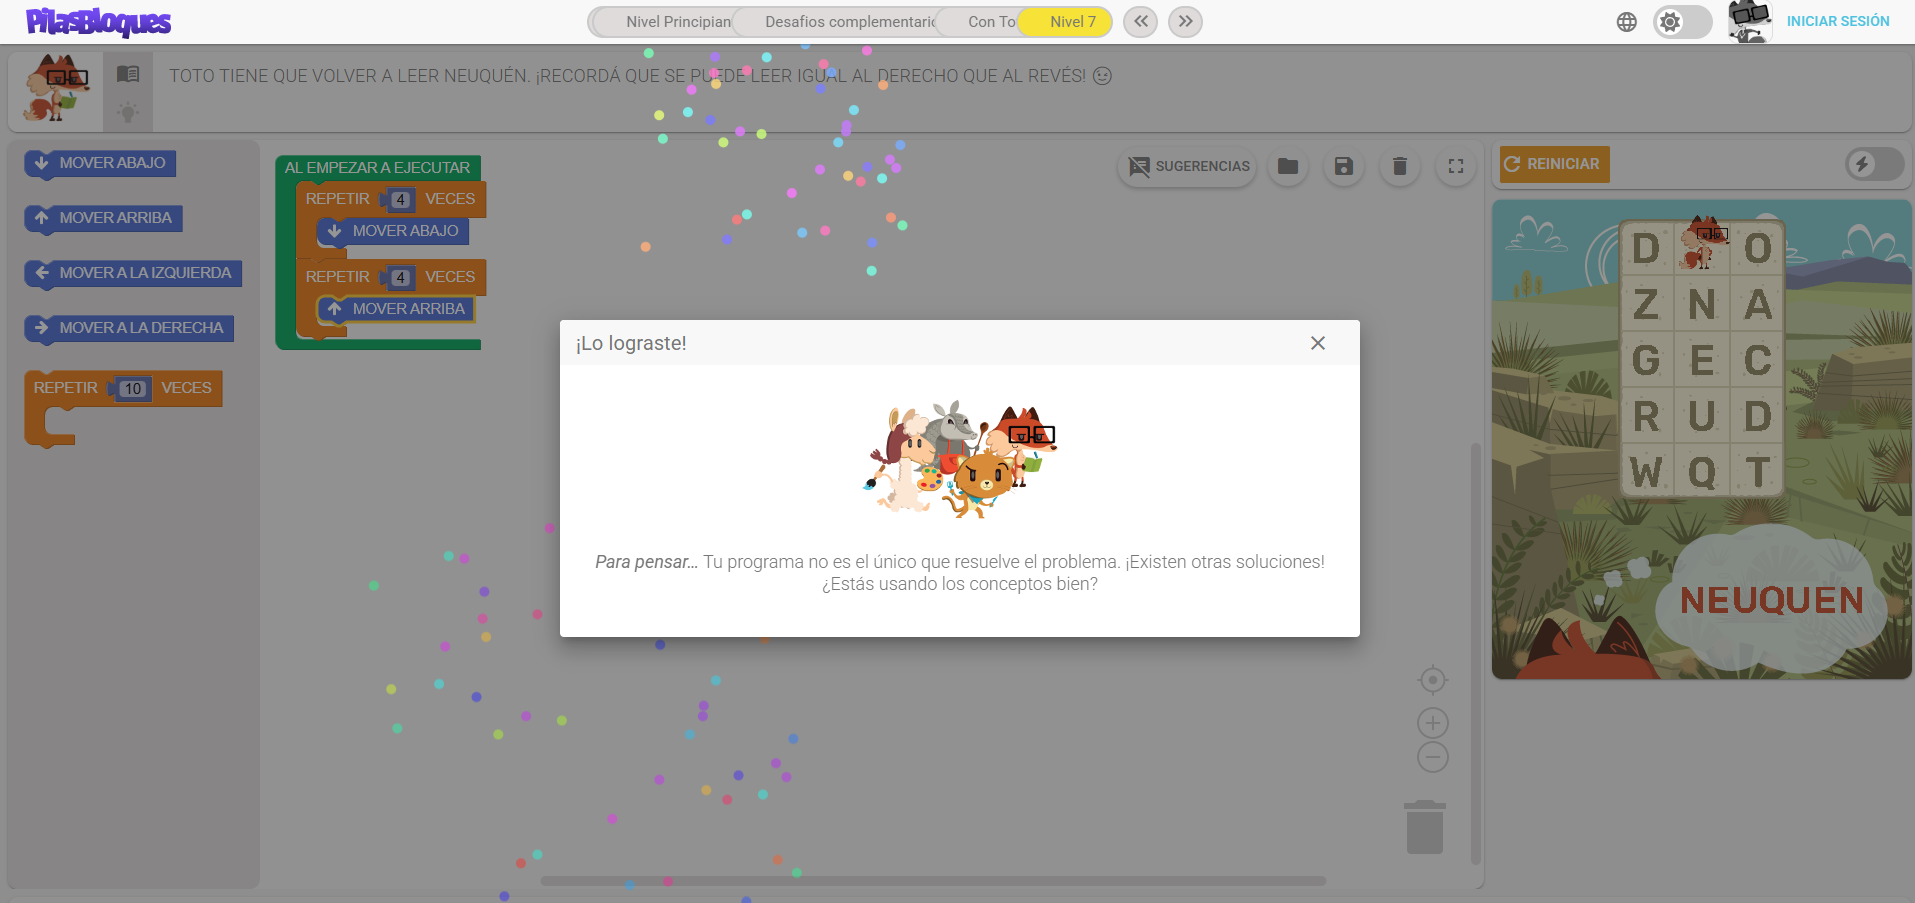 PilasBloques
Nivel Principian
Desafios complementario
Con To
Nivel 7
INICIAR SESIÓN
TOTO TIENE QUE VOLVER A LEER NEUQUÉN. ¡RECORDÁ QUE SE PUEDE LEER IGUAL AL DERECHO QUE AL REVÉS! 😉
MOVER ABAJO
MOVER ARRIBA
MOVER A LA IZQUIERDA
MOVER A LA DERECHA
REPETIR 10 VECES
AL EMPEZAR A EJECUTAR
REPETIR 4 VECES
MOVER ABAJO
REPETIR 4 VECES
MOVER ARRIBA
SUGERENCIAS
REINICIAR
¡Lo lograste!
Para pensar... Tu programa no es el único que resuelve el problema. ¡Existen otras soluciones!
¿Estás usando los conceptos bien?
D O
Z N A
G E C
R U D
W Q T
NEUQUEN